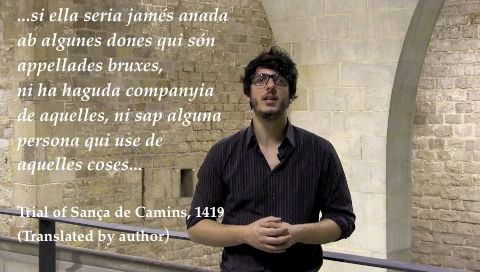 ...si ella seria jamés anada
ab algunes dones qui són
appellades bruxes,
ni ha haguda companyia
de aquelles, ni sap alguna
persona qui use de
aquelles coses...
Trial of Sança de Camins, 1419
(Translated by author)